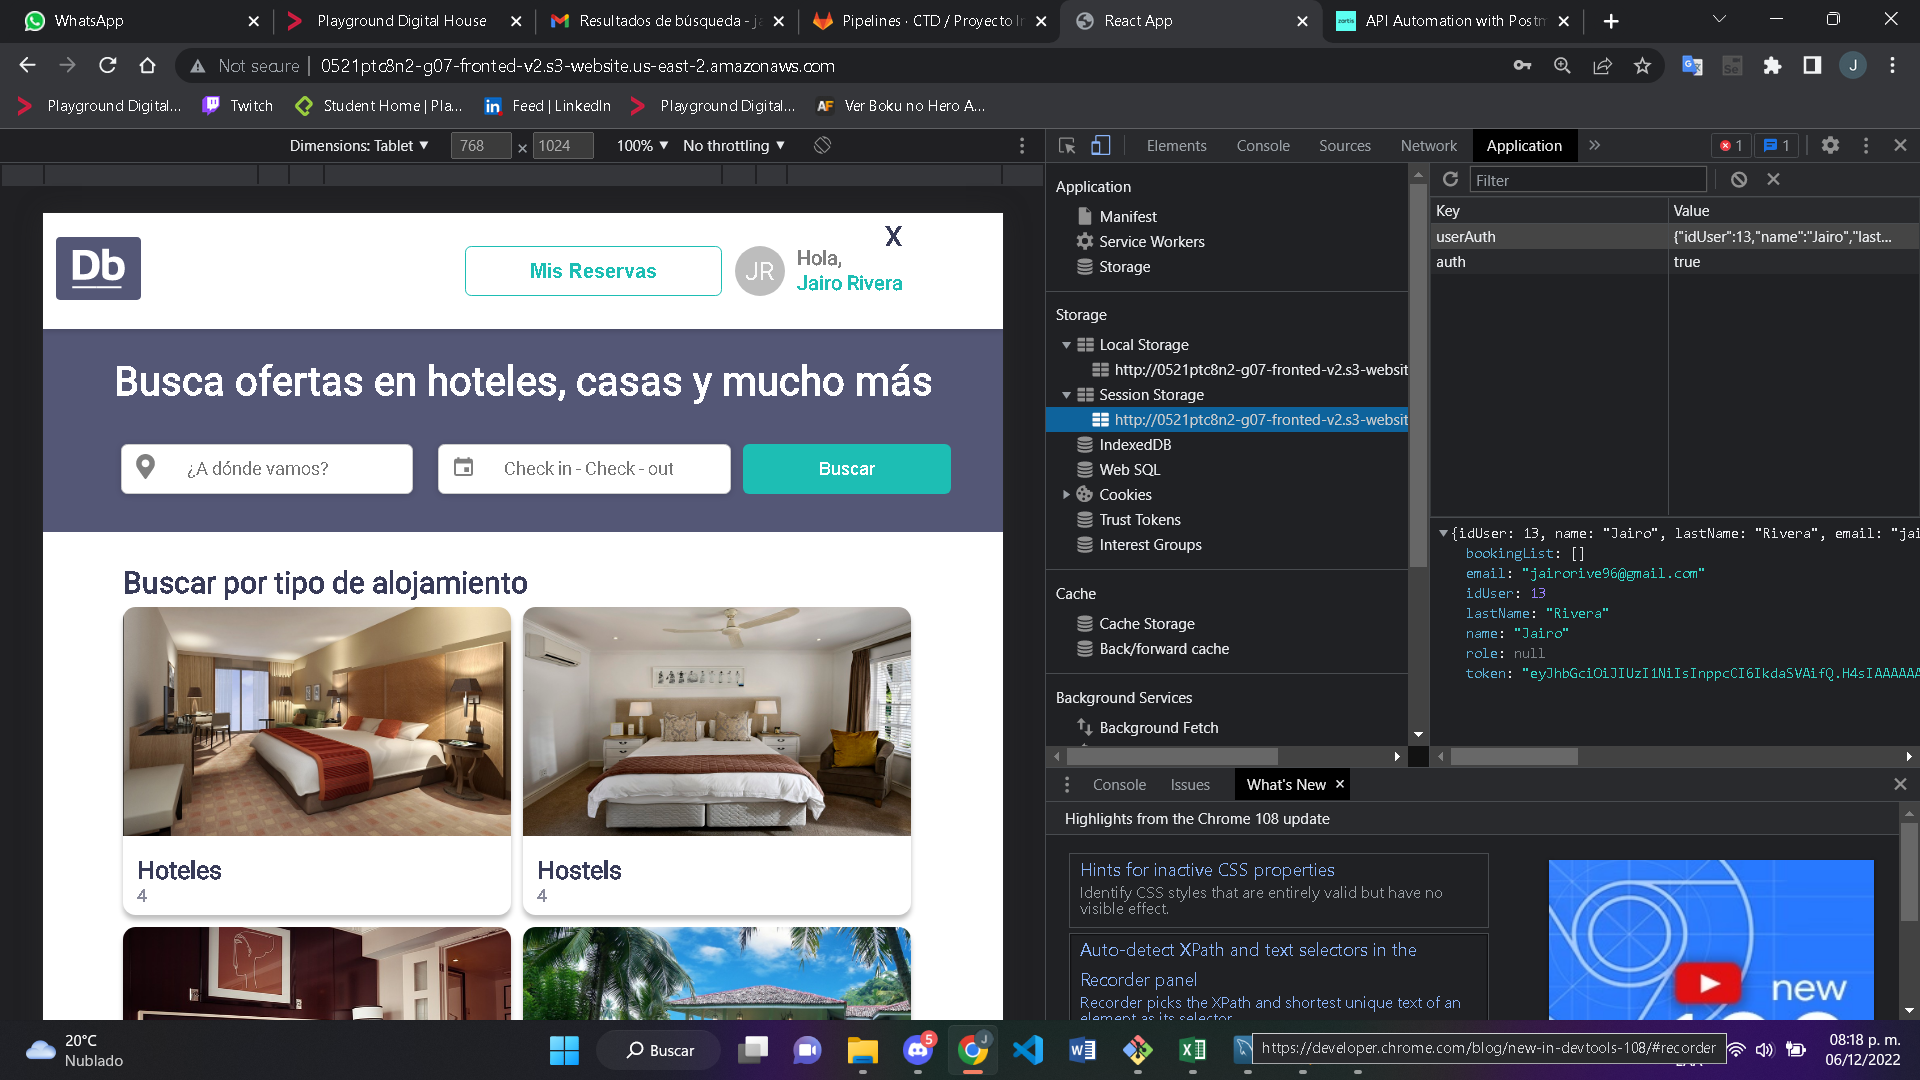 WhatsApp
Playground Digital House
Resultados de búsqueda - ja
Pipelines · CTD / Proyecto In
React App
API Automation with Postm
Not secure
0521ptc8n2-g07-fronted-v2.s3-website.us-east-2.amazonaws.com
J
Playground Digital...
Twitch
Student Home | Pla...
Feed | LinkedIn
Playground Digital...
AF
Ver Boku no Hero A...
Dimensions: Tablet
768
×
1024
100%
No throttling
Elements
Console
Sources
Network
Application
1
1
Db
Mis Reservas
JR
Hola,
Jairo Rivera
X
Busca ofertas en hoteles, casas y mucho más
¿A dónde vamos?
Check in - Check - out
Buscar
Buscar por tipo de alojamiento
Hoteles
4
Hostels
4
Application
Manifest
Service Workers
Storage
Storage
Local Storage
http://0521ptc8n2-g07-fronted-v2.s3-websit
Session Storage
http://0521ptc8n2-g07-fronted-v2.s3-websit
IndexedDB
Web SQL
Cookies
Trust Tokens
Interest Groups
Cache
Cache Storage
Back/forward cache
Background Services
Background Fetch
Filter
Key
Value
userAuth
{"idUser":13,"name":"Jairo","last...
auth
true
{idUser: 13, name: "Jairo", lastName: "Rivera", email: "jai
bookingList: []
email: "jairorive96@gmail.com"
idUser: 13
lastName: "Rivera"
name: "Jairo"
role: null
token: "eyJhbGciOiJIUzI1NiIsInppcCI6IkdaSVAifQ.H4sIAAAAAA
Console
Issues
What's New
Highlights from the Chrome 108 update
Hints for inactive CSS properties
Identify CSS styles that are entirely valid but have no
visible effect.
Auto-detect XPath and text selectors in the
Recorder panel
Recorder picks the XPath and shortest unique text of an
element as its selector.
new
20°C
Nublado
Buscar
5
J
https://developer.chrome.com/blog/new-in-devtools-108/#recorder
08:18 p. m.
06/12/2022